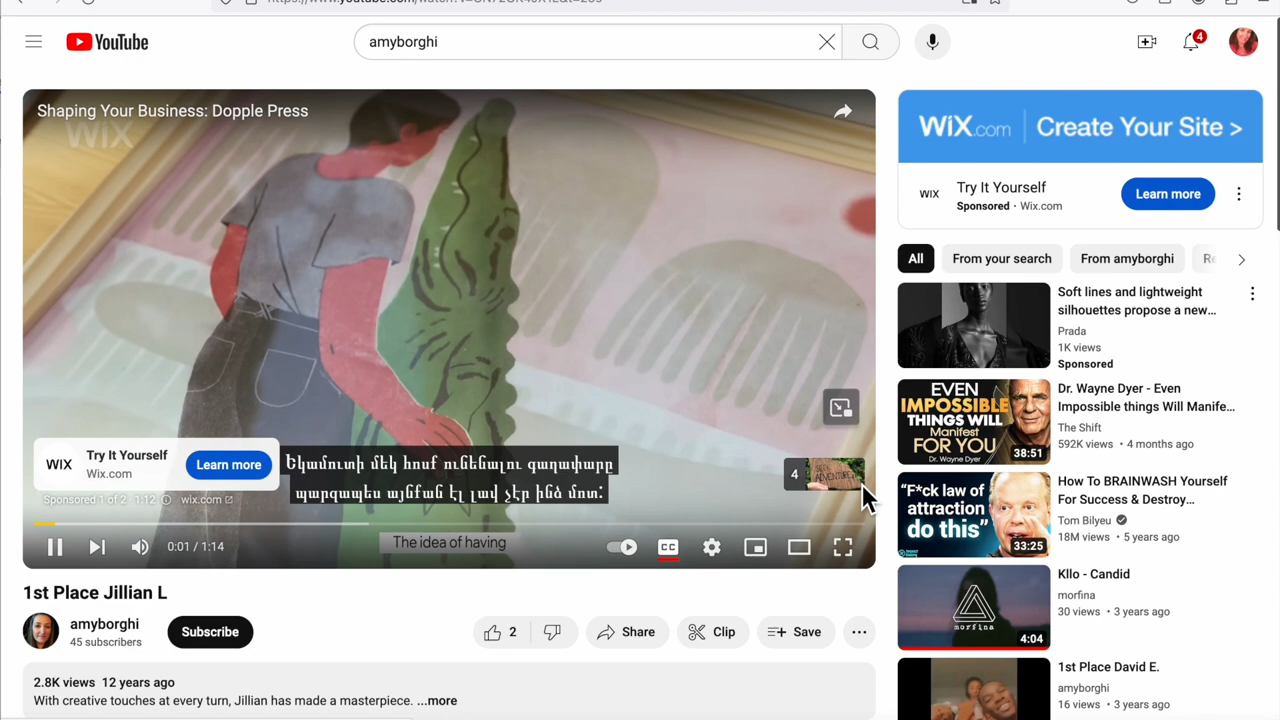 YouTube
amyborghi
4
Shaping Your Business: Dopple Press
WIX
WIX
Try It Yourself
Wix.com
Learn more
Եկամուտի մեկ հոսք ունենալու գաղափարը
պարզապես այնքան էլ լավ չէր ինձ մոտ:
4
Sponsored 1 of 2 · 1:12
wix.com
0:01 / 1:14
The idea of having
CC
1st Place Jillian L
amyborghi
45 subscribers
Subscribe
2
Share
Clip
Save
2.8K views 12 years ago
With creative touches at every turn, Jillian has made a masterpiece. ...more
WIX.com | Create Your Site >
WIX
Try It Yourself
Sponsored · Wix.com
Learn more
All
From your search
From amyborghi
Re
Soft lines and lightweight
silhouettes propose a new...
Prada
1K views
Sponsored
EVEN
IMPOSSIBLE
THINGS WILL
Manifest
FOR YOU
Dr. Wayne Dyer
38:51
Dr. Wayne Dyer - Even
Impossible things Will Manife...
The Shift
592K views · 4 months ago
"F*ck law of
attraction
do this"
33:25
How To BRAINWASH Yourself
For Success & Destroy...
Tom Bilyeu
18M views · 5 years ago
morfina
4:04
Kllo - Candid
morfina
30 views · 3 years ago
1st Place David E.
amyborghi
16 views · 3 years ago